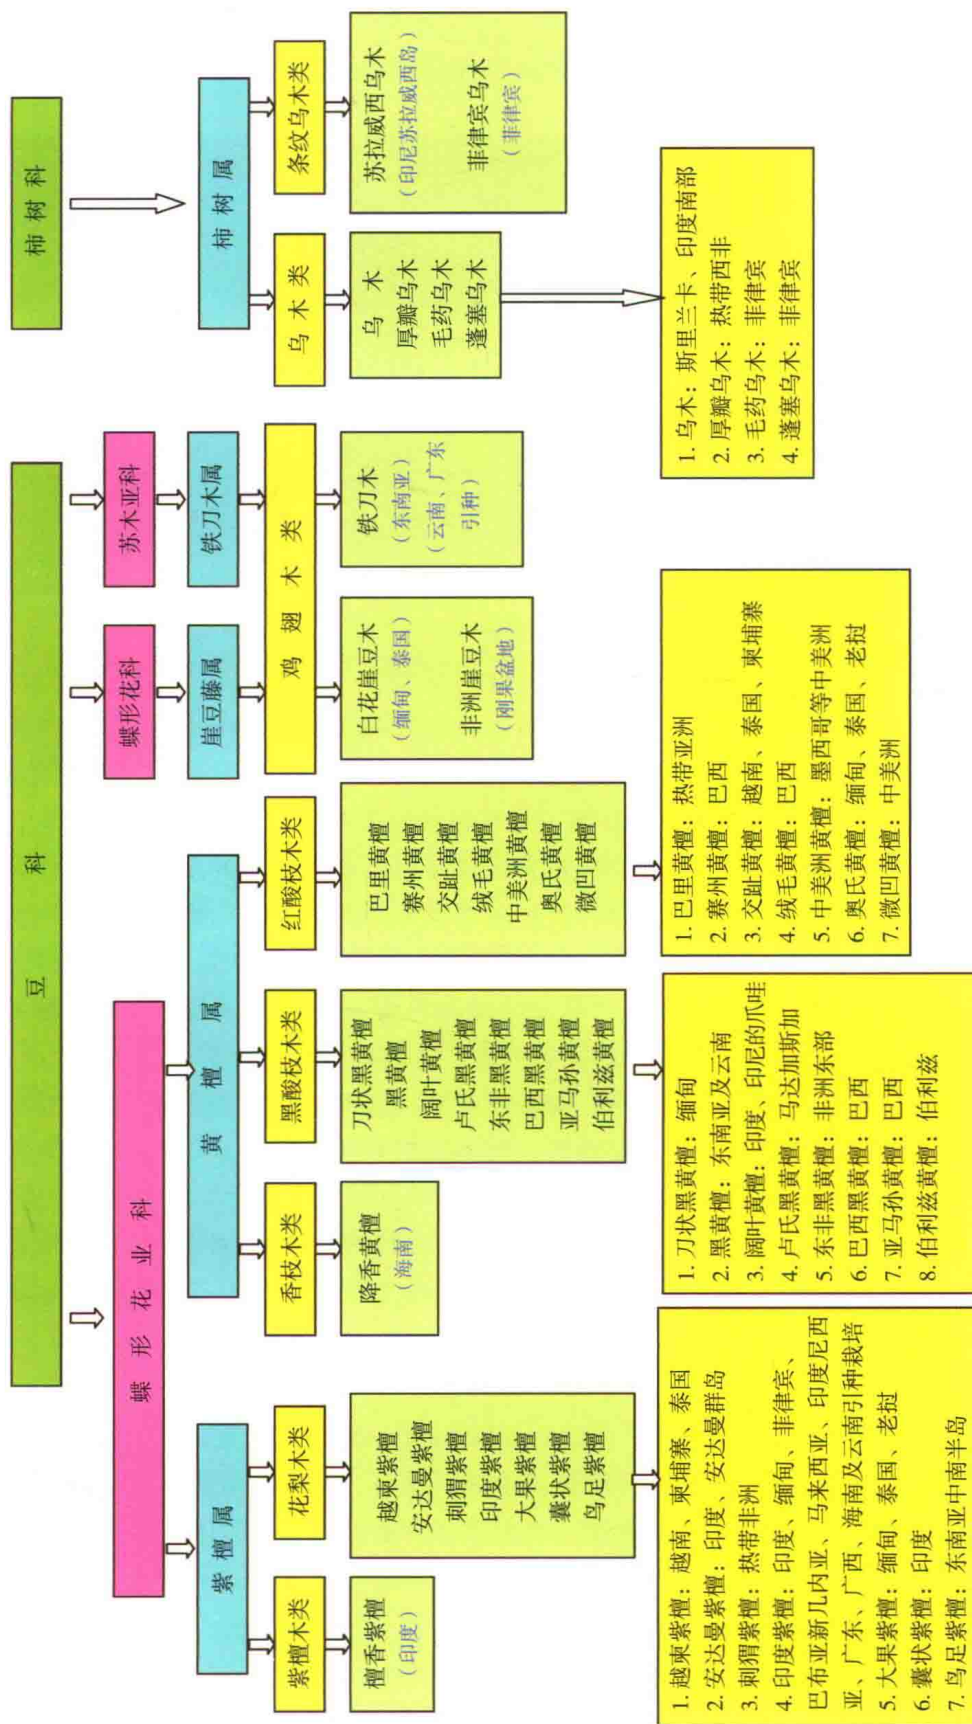 豆 科
柿 树 科
蝶 形 花 业 科
蝶形花科
苏木亚科
紫 檀 属
黄 檀 属
崖豆藤属
铁刀木属
柿 树 属
紫檀木类
花梨木类
香枝木类
黑酸枝木类
红酸枝木类
鸡 翅 木 类
乌 木 类
条纹乌木类
檀香紫檀
（印度）
越柬紫檀
安达曼紫檀
刺猬紫檀
印度紫檀
大果紫檀
囊状紫檀
鸟足紫檀
降香黄檀
（海南）
刀状黑黄檀
黑黄檀
阔叶黄檀
卢氏黑黄檀
东非黑黄檀
巴西黑黄檀
亚马孙黄檀
伯利兹黄檀
巴里黄檀
赛州黄檀
交趾黄檀
绒毛黄檀
中美洲黄檀
奥氏黄檀
微凹黄檀
白花崖豆木
（缅甸、泰国）
非洲崖豆木
（刚果盆地）
铁刀木
（东南亚）
（云南、广东
引种）
乌 木
厚瓣乌木
毛药乌木
蓬塞乌木
苏拉威西乌木
（印尼苏拉威西岛）
菲律宾乌木
（菲律宾）
1. 越柬紫檀：越南、柬埔寨、泰国
2. 安达曼紫檀：印度、安达曼群岛
3. 刺猬紫檀：热带非洲
4. 印度紫檀：印度、缅甸、菲律宾、
巴布亚新几内亚、马来西亚、印度尼西
亚、广东、广西、海南及云南引种栽培
5. 大果紫檀：缅甸、泰国、老挝
6. 囊状紫檀：印度
7. 鸟足紫檀：东南亚中南半岛
1. 刀状黑黄檀：缅甸
2. 黑黄檀：东南亚及云南
3. 阔叶黄檀：印度、印尼的爪哇
4. 卢氏黑黄檀：马达加斯加
5. 东非黑黄檀：非洲东部
6. 巴西黑黄檀：巴西
7. 亚马孙黄檀：巴西
8. 伯利兹黄檀：伯利兹
1. 巴里黄檀：热带亚洲
2. 赛州黄檀：巴西
3. 交趾黄檀：越南、泰国、柬埔寨
4. 绒毛黄檀：巴西
5. 中美洲黄檀：墨西哥等中美洲
6. 奥氏黄檀：缅甸、泰国、老挝
7. 微凹黄檀：中美洲
1. 乌木：斯里兰卡、印度南部
2. 厚瓣乌木：热带西非
3. 毛药乌木：菲律宾
4. 蓬塞乌木：菲律宾